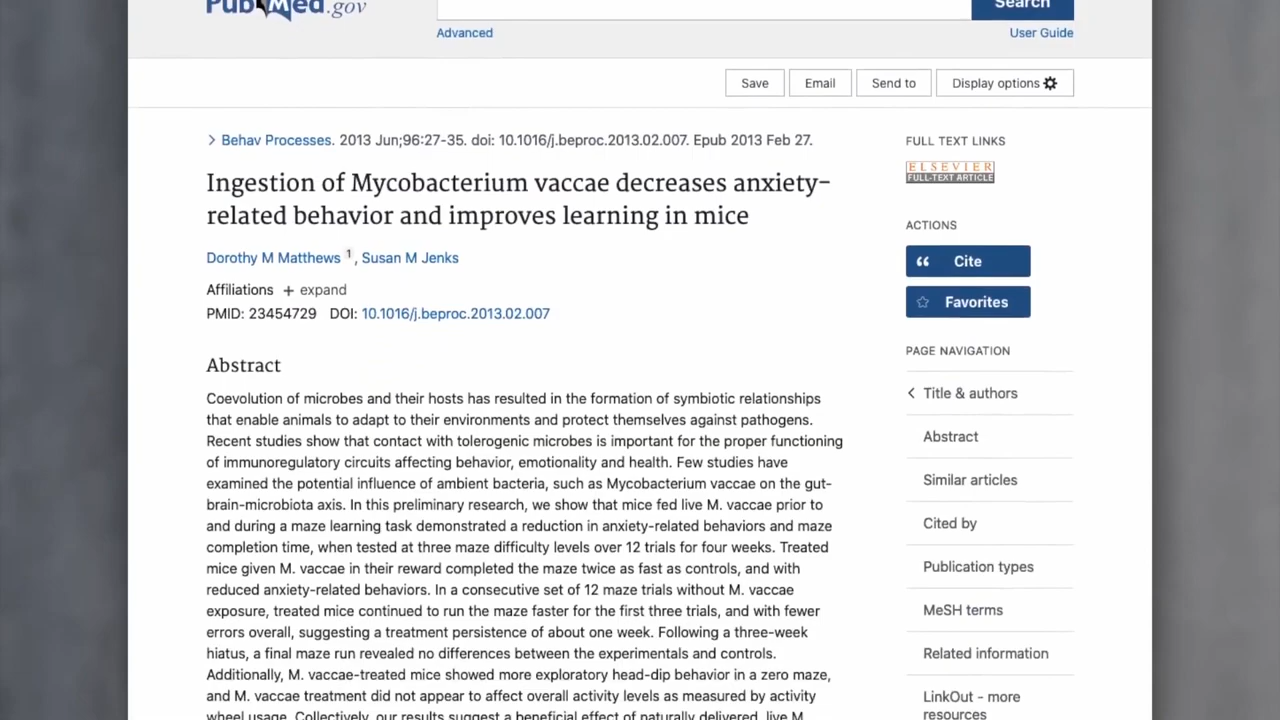 PubMed.gov
Search
Advanced
User Guide
Save
Email
Send to
Display options
Behav Processes. 2013 Jun;96:27-35. doi: 10.1016/j.beproc.2013.02.007. Epub 2013 Feb 27.
Ingestion of Mycobacterium vaccae decreases anxiety-
related behavior and improves learning in mice
Dorothy M Matthews 1, Susan M Jenks
Affiliations + expand
PMID: 23454729 DOI: 10.1016/j.beproc.2013.02.007
Abstract
Coevolution of microbes and their hosts has resulted in the formation of symbiotic relationships
that enable animals to adapt to their environments and protect themselves against pathogens.
Recent studies show that contact with tolerogenic microbes is important for the proper functioning
of immunoregulatory circuits affecting behavior, emotionality and health. Few studies have
examined the potential influence of ambient bacteria, such as Mycobacterium vaccae on the gut-
brain-microbiota axis. In this preliminary research, we show that mice fed live M. vaccae prior to
and during a maze learning task demonstrated a reduction in anxiety-related behaviors and maze
completion time, when tested at three maze difficulty levels over 12 trials for four weeks. Treated
mice given M. vaccae in their reward completed the maze twice as fast as controls, and with
reduced anxiety-related behaviors. In a consecutive set of 12 maze trials without M. vaccae
exposure, treated mice continued to run the maze faster for the first three trials, and with fewer
errors overall, suggesting a treatment persistence of about one week. Following a three-week
hiatus, a final maze run revealed no differences between the experimentals and controls.
Additionally, M. vaccae-treated mice showed more exploratory head-dip behavior in a zero maze,
and M. vaccae treatment did not appear to affect overall activity levels as measured by activity
wheel usage. Collectively, our results suggest a beneficial effect of naturally delivered, live M.
FULL TEXT LINKS
ELSEVIER
FULL-TEXT ARTICLE
ACTIONS
Cite
Favorites
PAGE NAVIGATION
Title & authors
Abstract
Similar articles
Cited by
Publication types
MeSH terms
Related information
LinkOut - more
resources